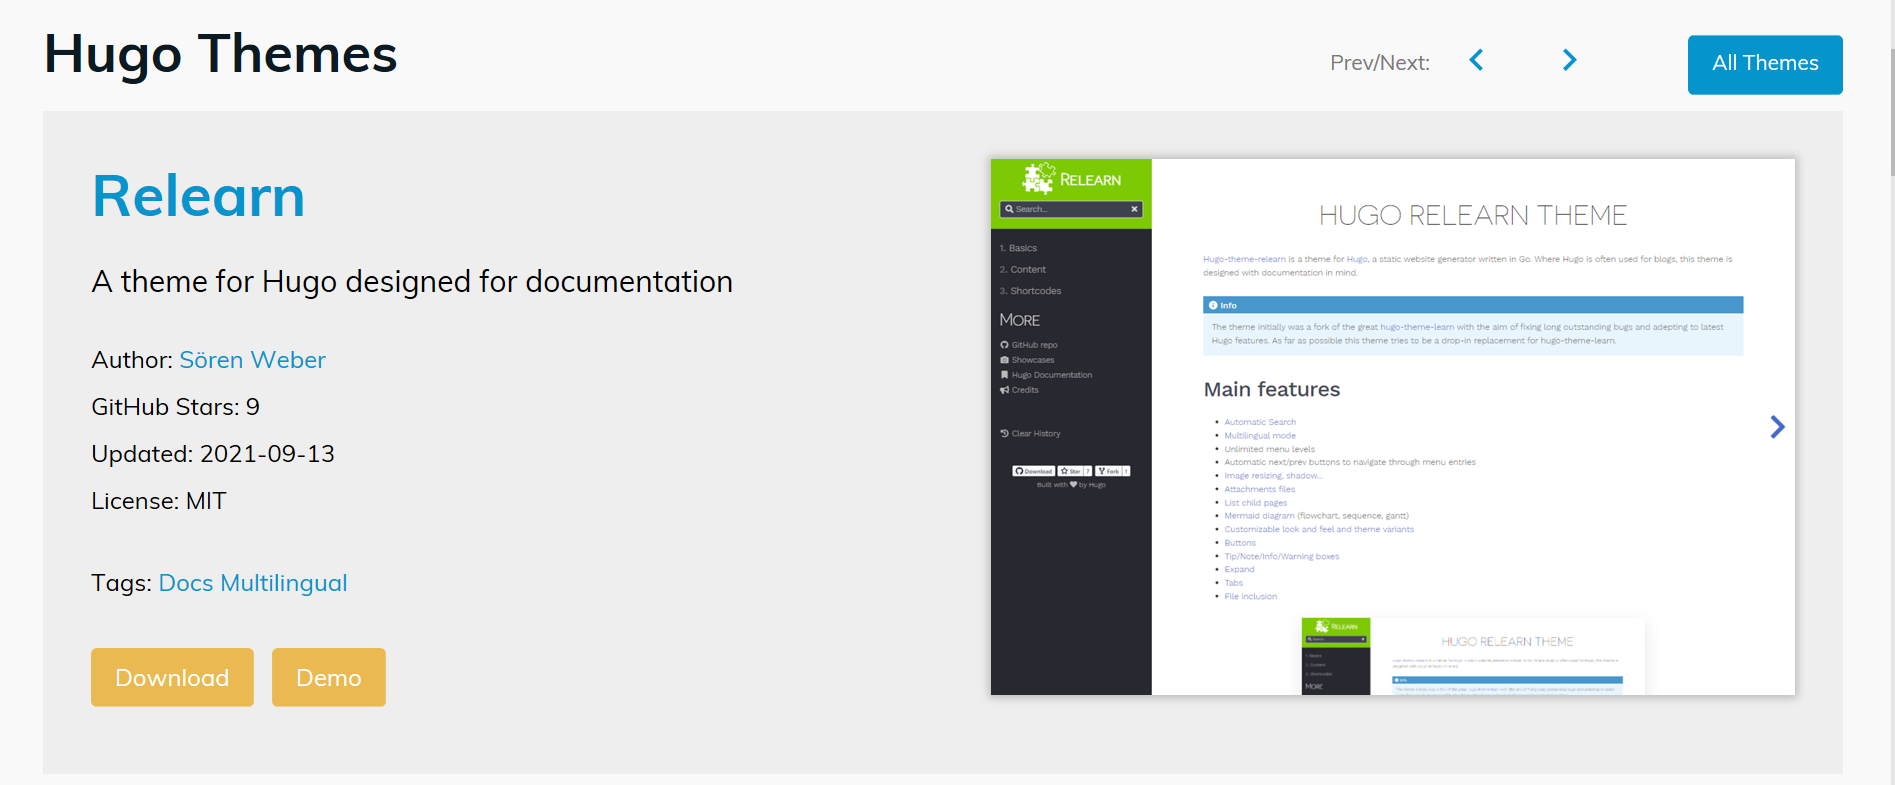 Hugo Themes
Prev/Next:
All Themes
Relearn
A theme for Hugo designed for documentation
Author: Sören Weber
GitHub Stars: 9
Updated: 2021-09-13
License: MIT
Tags: Docs Multilingual
Download Demo
RELEARN
Search...
1. Basics
2. Content
3. Shortcodes
MORE
GitHub repo
Showcases
Hugo Documentation
Credits
Clear History
Download Star 7 Fork 1
Built with by Hugo
HUGO RELEARN THEME
Hugo-theme-relearn is a theme for Hugo, a static website generator written in Go. Where Hugo is often used for blogs, this theme is
designed with documentation in mind.
Info
The theme initially was a fork of the great hugo-theme-learn with the aim of fixing long outstanding bugs and adepting to latest
Hugo features. As far as possible this theme tries to be a drop-in replacement for hugo-theme-learn.
Main features
Automatic Search
Multilingual mode
Unlimited menu levels
Automatic next/prev buttons to navigate through menu entries
Image resizing, shadow...
Attachments files
List child pages
Mermaid diagram (flowchart, sequence, gantt)
Customizable look and feel and theme variants
Buttons
Tip/Note/Info/Warning boxes
Expand
Tabs
File inclusion
RELEARN
HUGO RELEARN THEME
MORE